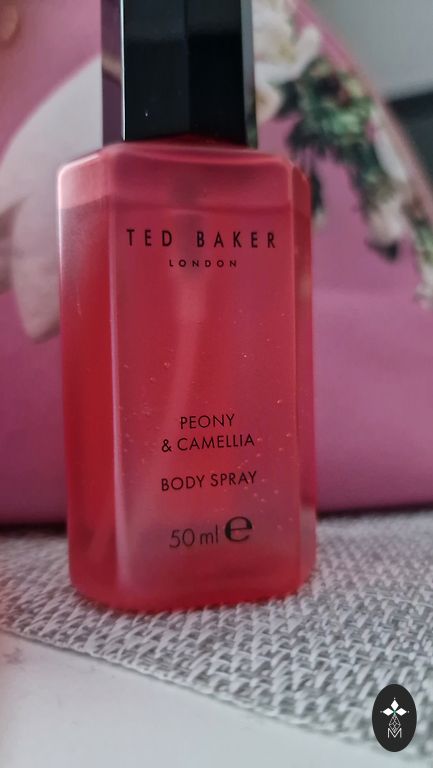 TED BAKER
LONDON
PEONY
& CAMELLIA
BODY SPRAY
50 ml ℮
M